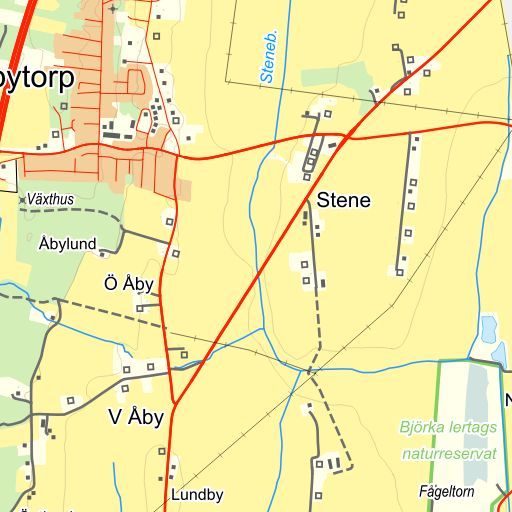 Steneb.
bytorp
Växthus
Stene
Åbylund
Ö Åby
V Åby
Björka lertags
naturreservat
Lundby
Fågeltorn